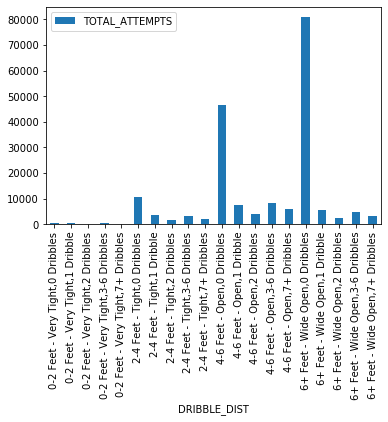 TOTAL_ATTEMPTS
80000
70000
60000
50000
40000
30000
20000
10000
0
0-2 Feet - Very Tight,0 Dribbles
0-2 Feet - Very Tight,1 Dribble
0-2 Feet - Very Tight,2 Dribbles
0-2 Feet - Very Tight,3-6 Dribbles
0-2 Feet - Very Tight,7+ Dribbles
2-4 Feet - Tight,0 Dribbles
2-4 Feet - Tight,1 Dribble
2-4 Feet - Tight,2 Dribbles
2-4 Feet - Tight,3-6 Dribbles
2-4 Feet - Tight,7+ Dribbles
4-6 Feet - Open,0 Dribbles
4-6 Feet - Open,1 Dribble
4-6 Feet - Open,2 Dribbles
4-6 Feet - Open,3-6 Dribbles
4-6 Feet - Open,7+ Dribbles
6+ Feet - Wide Open,0 Dribbles
6+ Feet - Wide Open,1 Dribble
6+ Feet - Wide Open,2 Dribbles
6+ Feet - Wide Open,3-6 Dribbles
6+ Feet - Wide Open,7+ Dribbles
DRIBBLE_DIST